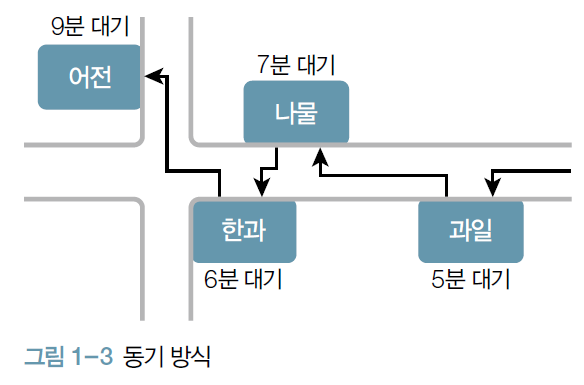 9분 대기
어전
7분 대기
나물
한과
6분 대기
과일
5분 대기
그림 1-3 동기 방식